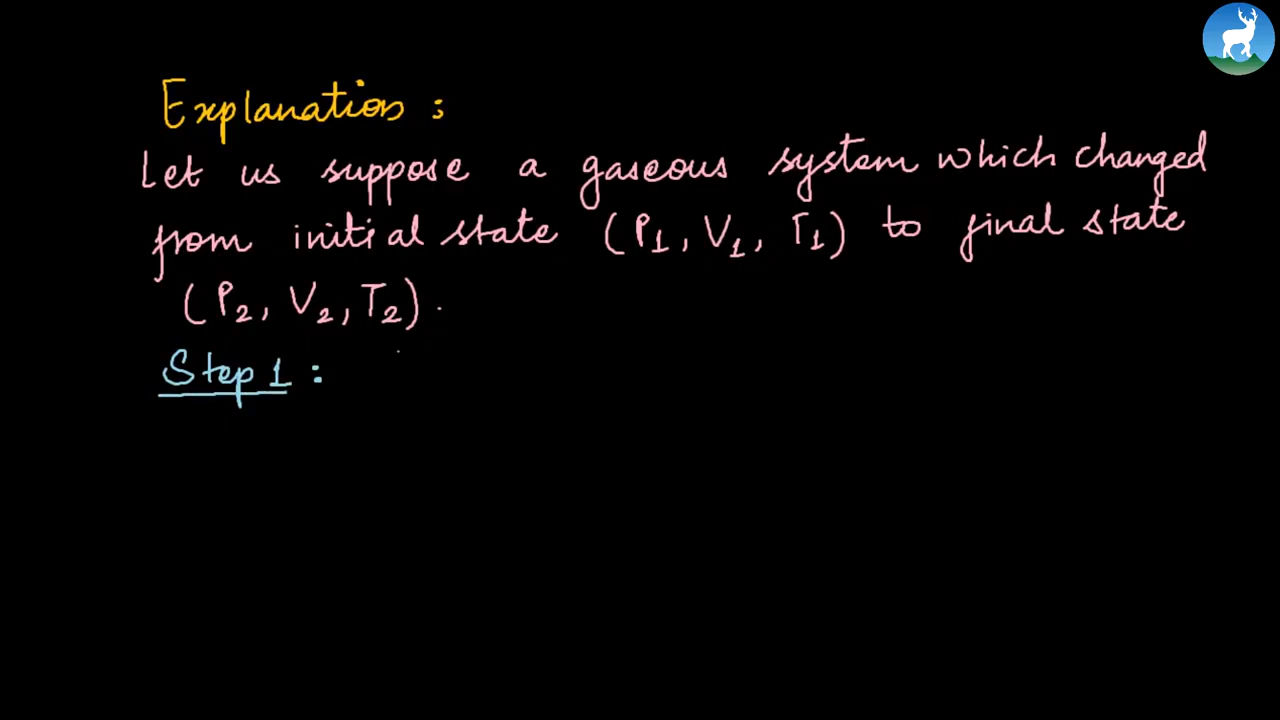 Explanation :
Let us suppose a gaseous system which changed
from initial state (P1, V1, T1) to final state
(P2, V2, T2).
Step 1 :